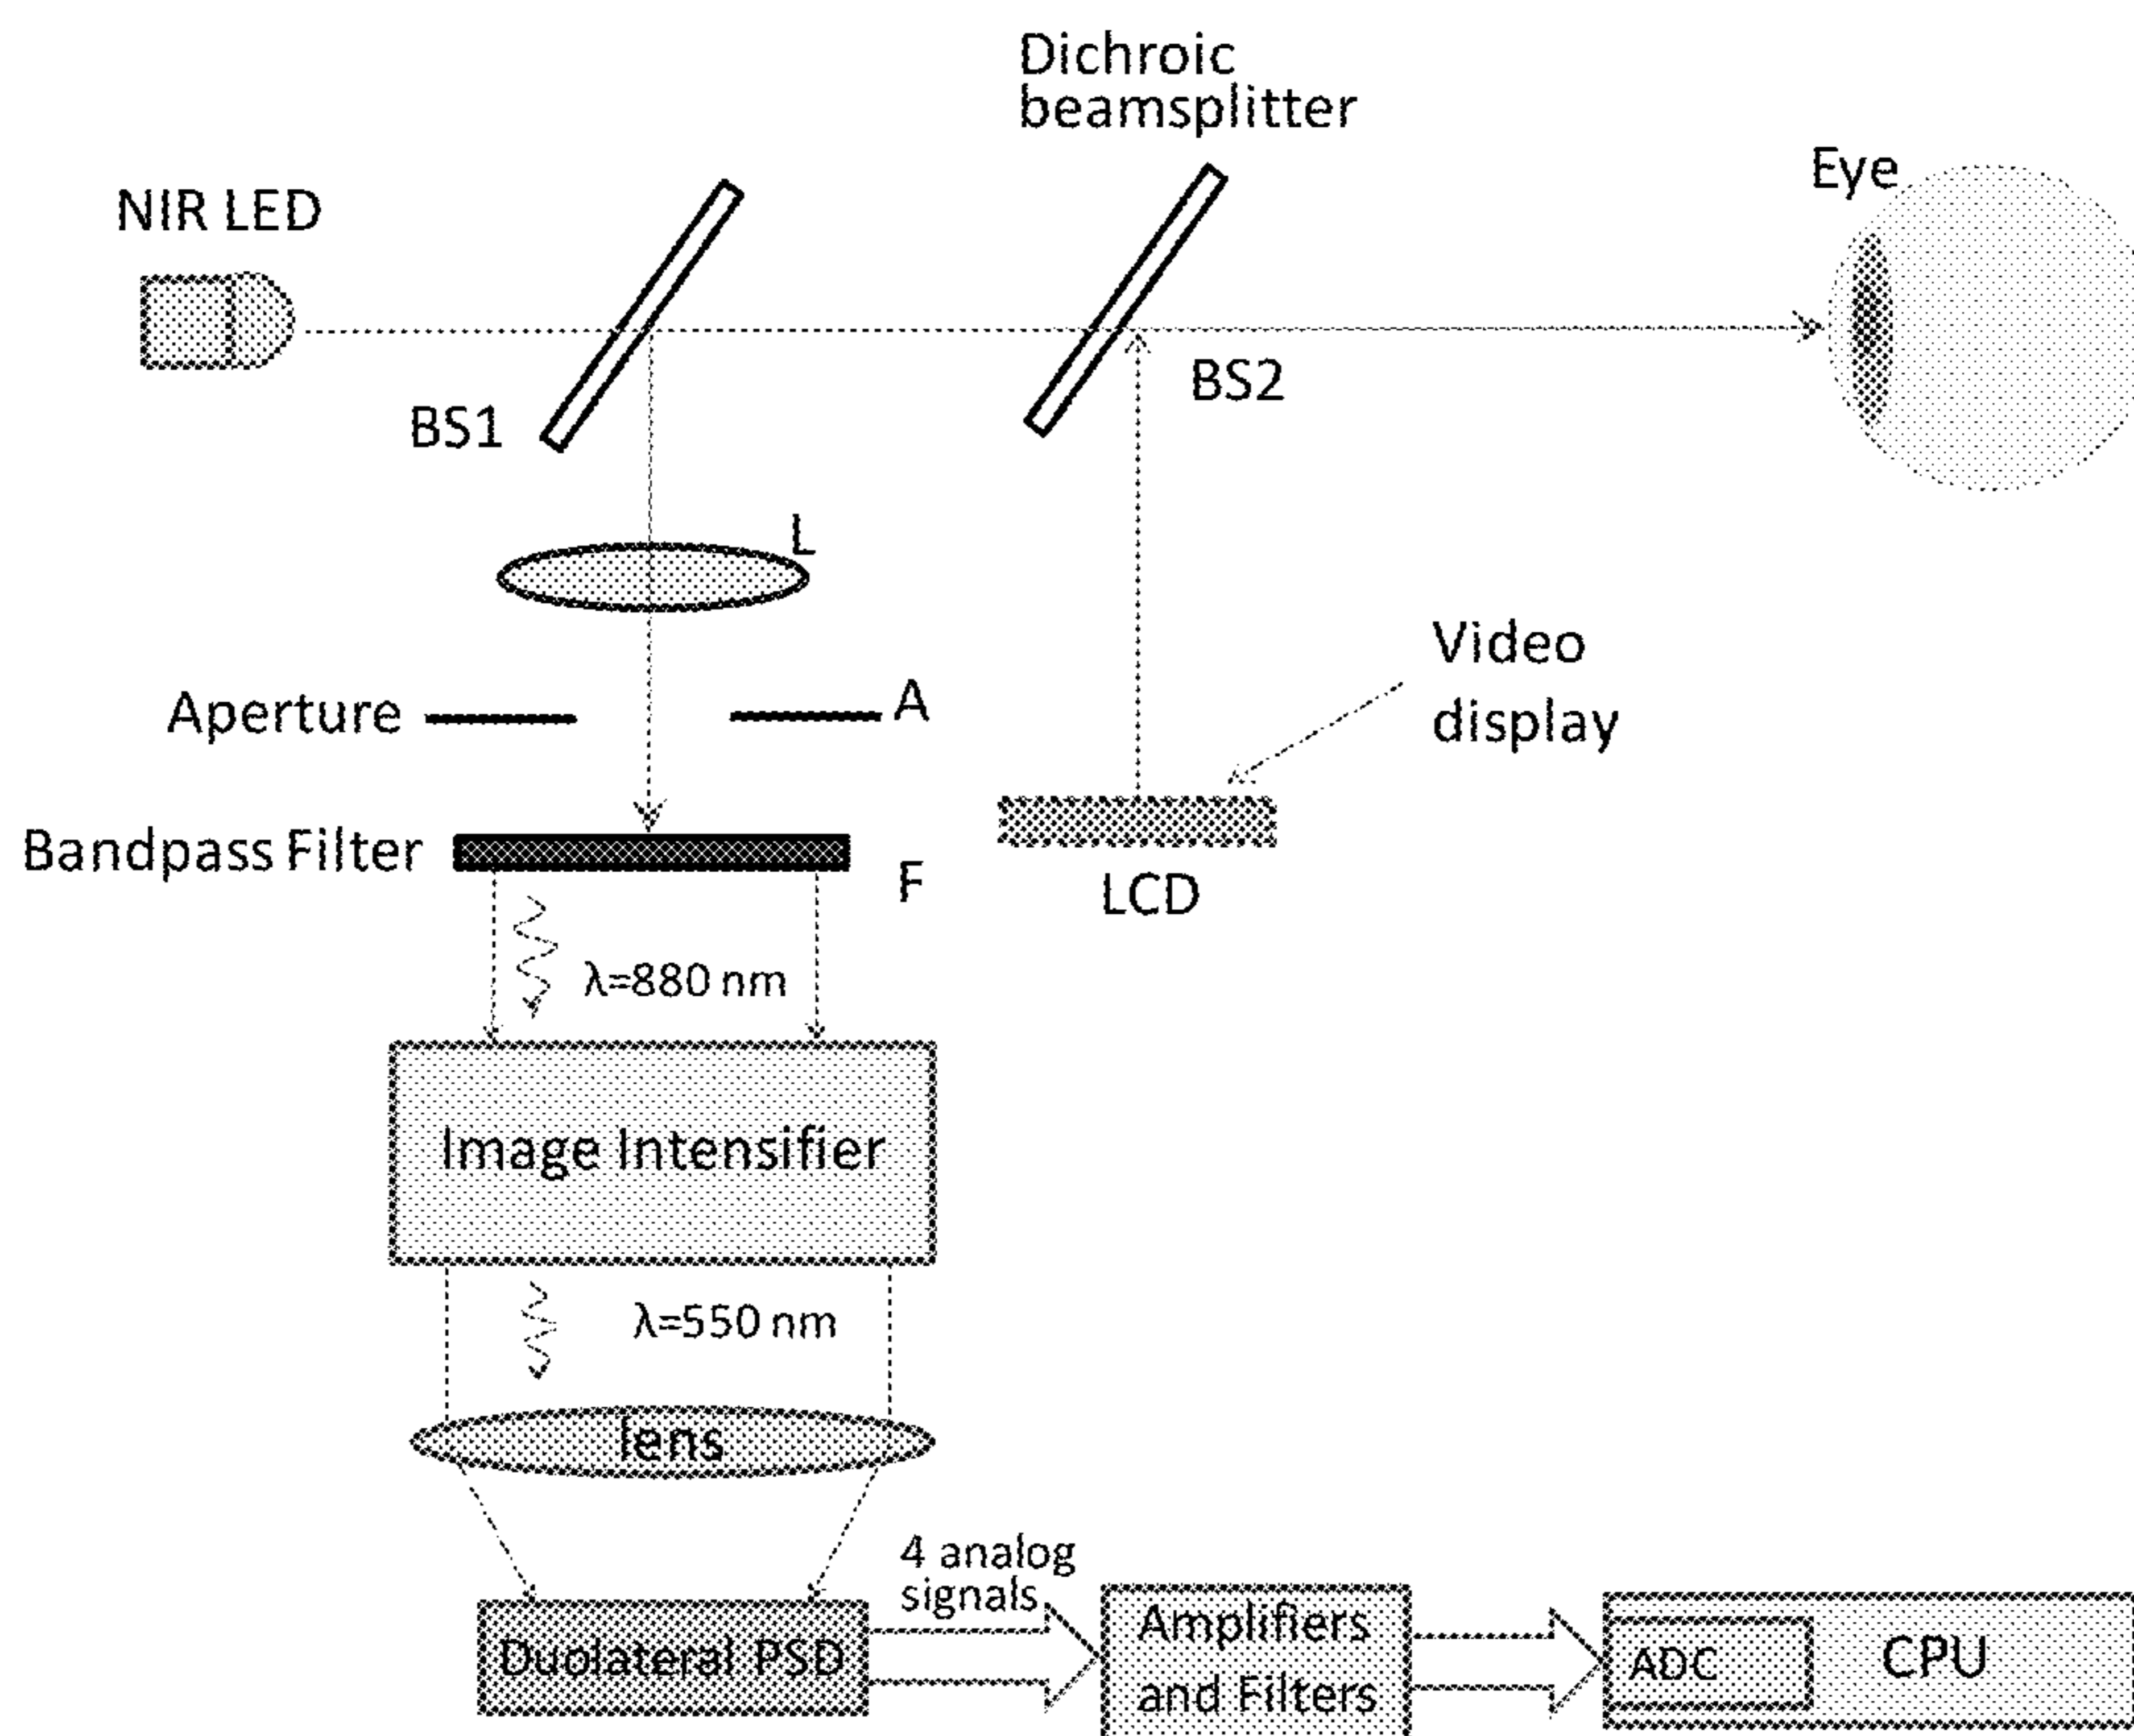 Dichroic
beamsplitter
Eye
NIR LED
BS2
BS1
L
Video
display
Aperture
A
Bandpass Filter
F
LCD
λ=880 nm
Image Intensifier
λ=550 nm
lens
4 analog
signals
Duolateral PSD
Amplifiers
and Filters
ADC
CPU